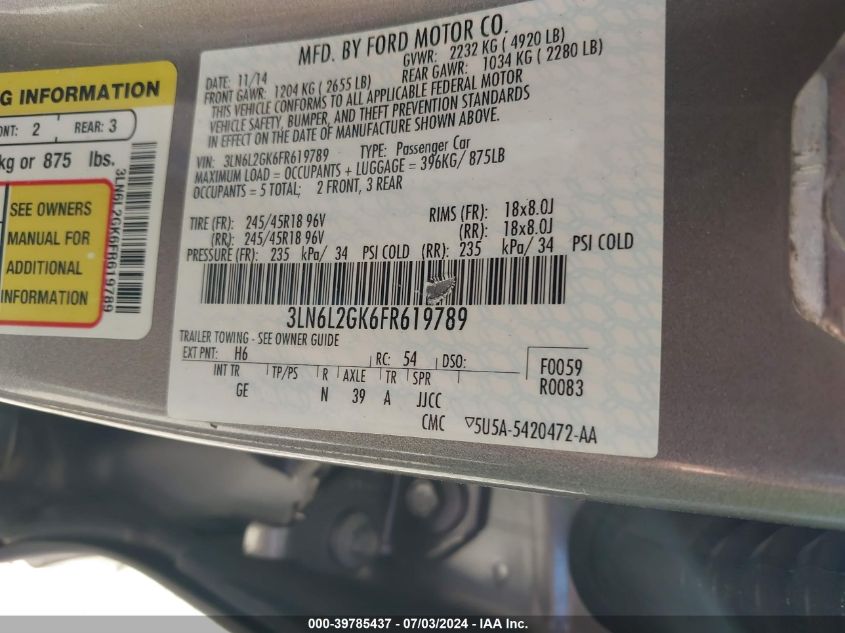 G INFORMATION
NT: 2 REAR: 3
kg or 875 lbs.
SEE OWNERS
MANUAL FOR
ADDITIONAL
INFORMATION
3LN6L2GK6FR619789
MFD. BY FORD MOTOR CO.
DATE: 11/14 GVWR: 2232 KG ( 4920 LB)
FRONT GAWR: 1204 KG ( 2655 LB) REAR GAWR: 1034 KG ( 2280 LB)
THIS VEHICLE CONFORMS TO ALL APPLICABLE FEDERAL MOTOR
VEHICLE SAFETY, BUMPER, AND THEFT PREVENTION STANDARDS
IN EFFECT ON THE DATE OF MANUFACTURE SHOWN ABOVE.
VIN: 3LN6L2GK6FR619789 TYPE: Passenger Car
MAXIMUM LOAD = OCCUPANTS + LUGGAGE = 396KG/ 875LB
OCCUPANTS = 5 TOTAL; 2 FRONT, 3 REAR
TIRE (FR): 245/45R18 96V RIMS (FR): 18x8.0J
(RR): 245/45R18 96V (RR): 18x8.0J
PRESSURE (FR): 235 kPa/ 34 PSI COLD (RR): 235 kPa/ 34 PSI COLD
3LN6L2GK6FR619789
TRAILER TOWING - SEE OWNER GUIDE
EXT PNT: H6 RC: 54 DSO: F0059
INT TR TP/PS R AXLE TR SPR R0083
GE N 39 A JJCC
CMC ▽5U5A-5420472-AA
000-39785437 - 07/03/2024 - IAA Inc.